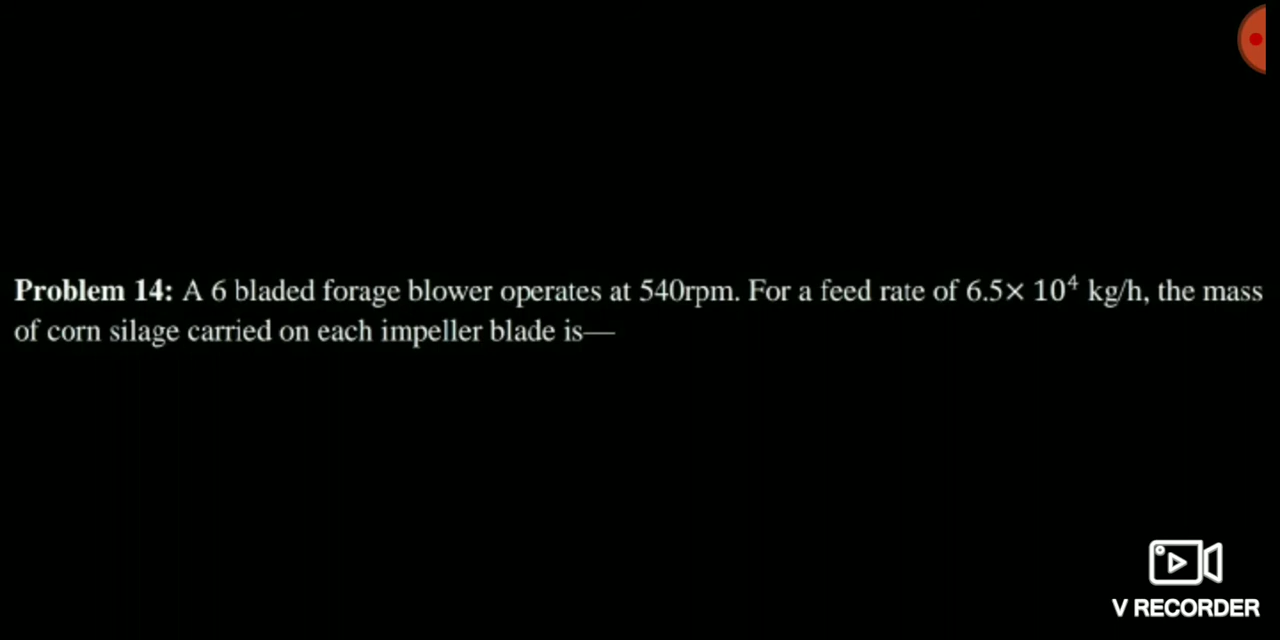 Problem 14: A 6 bladed forage blower operates at 540rpm. For a feed rate of 6.5× 10⁴ kg/h, the mass
of corn silage carried on each impeller blade is—
V RECORDER